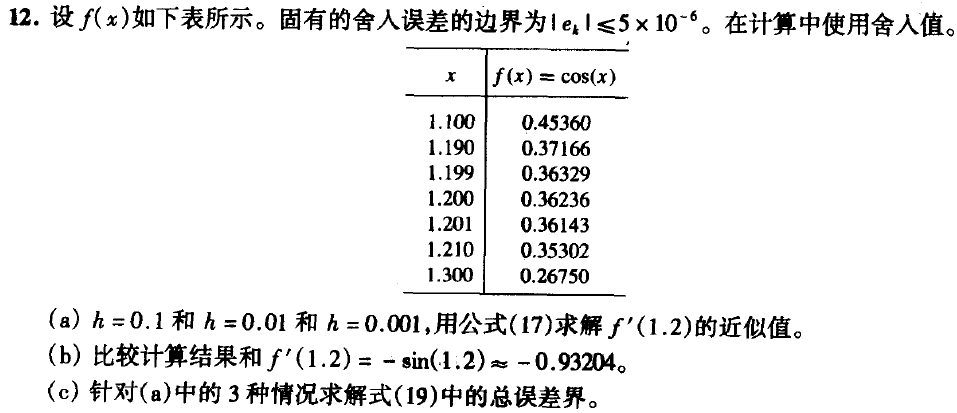 12. 设 f(x)如下表所示。固有的舍入误差的边界为|eₖ|≤5×10⁻⁶。在计算中使用舍入值。
x f(x) = cos(x)
1.100 0.45360
1.190 0.37166
1.199 0.36329
1.200 0.36236
1.201 0.36143
1.210 0.35302
1.300 0.26750
(a) h=0.1 和 h=0.01 和 h=0.001,用公式(17)求解 f′(1.2)的近似值。
(b) 比较计算结果和 f′(1.2) = －sin(1.2)≈－0.93204。
(c) 针对(a)中的 3 种情况求解式(19)中的总误差界。